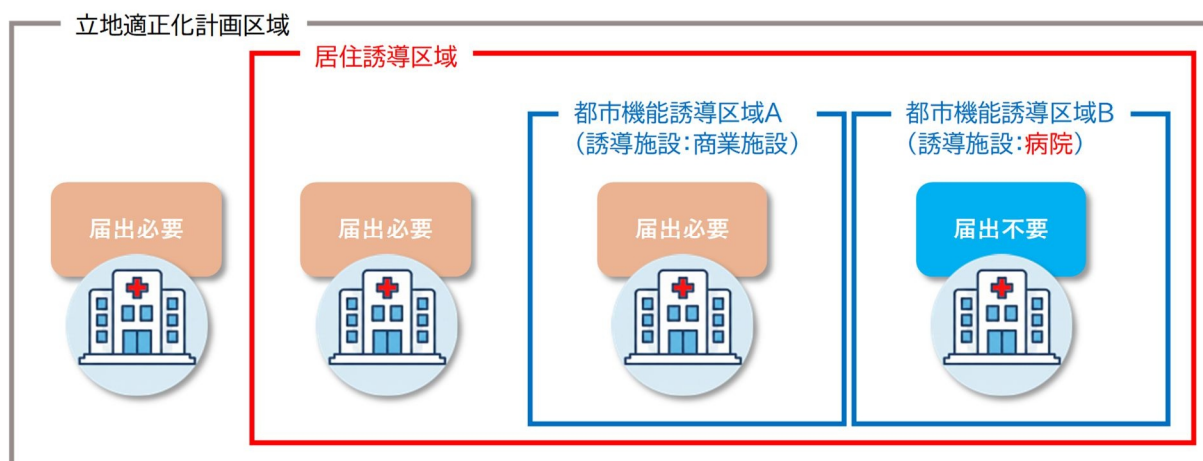 立地適正化計画区域
居住誘導区域
都市機能誘導区域A
（誘導施設：商業施設）
都市機能誘導区域B
（誘導施設：病院）
届出必要
届出必要
届出必要
届出不要